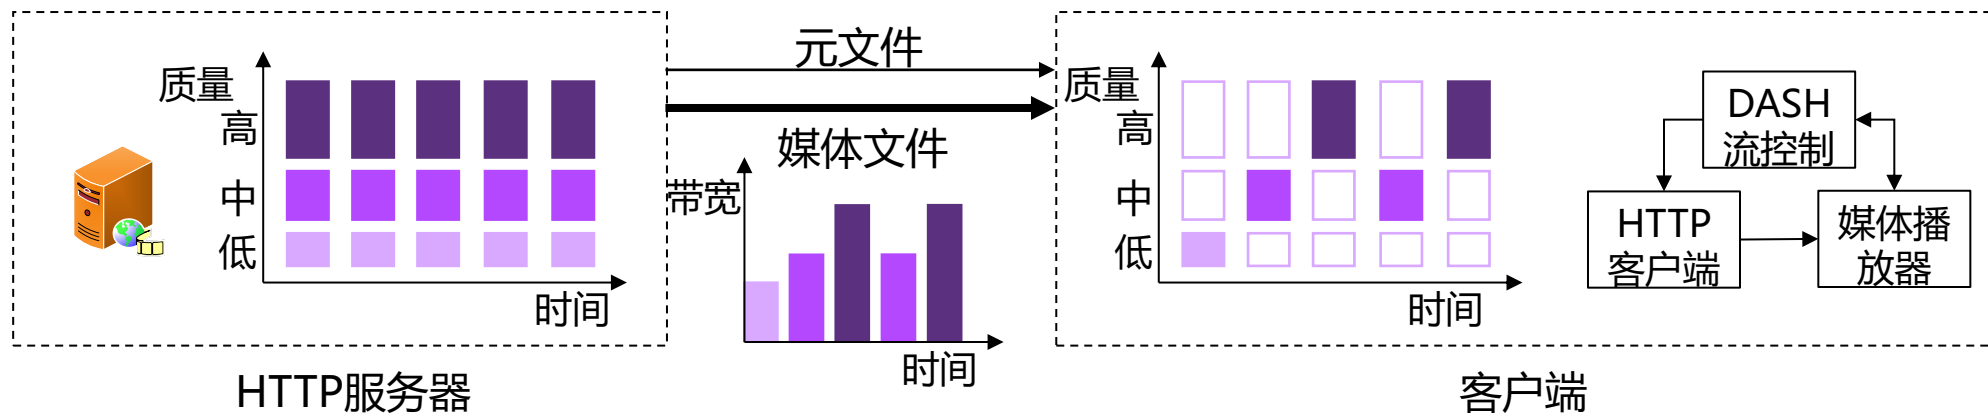 质量
高
中
低
时间
HTTP服务器
元文件
媒体文件
带宽
时间
质量
高
中
低
时间
DASH
流控制
HTTP
客户端
媒体播
放器
客户端